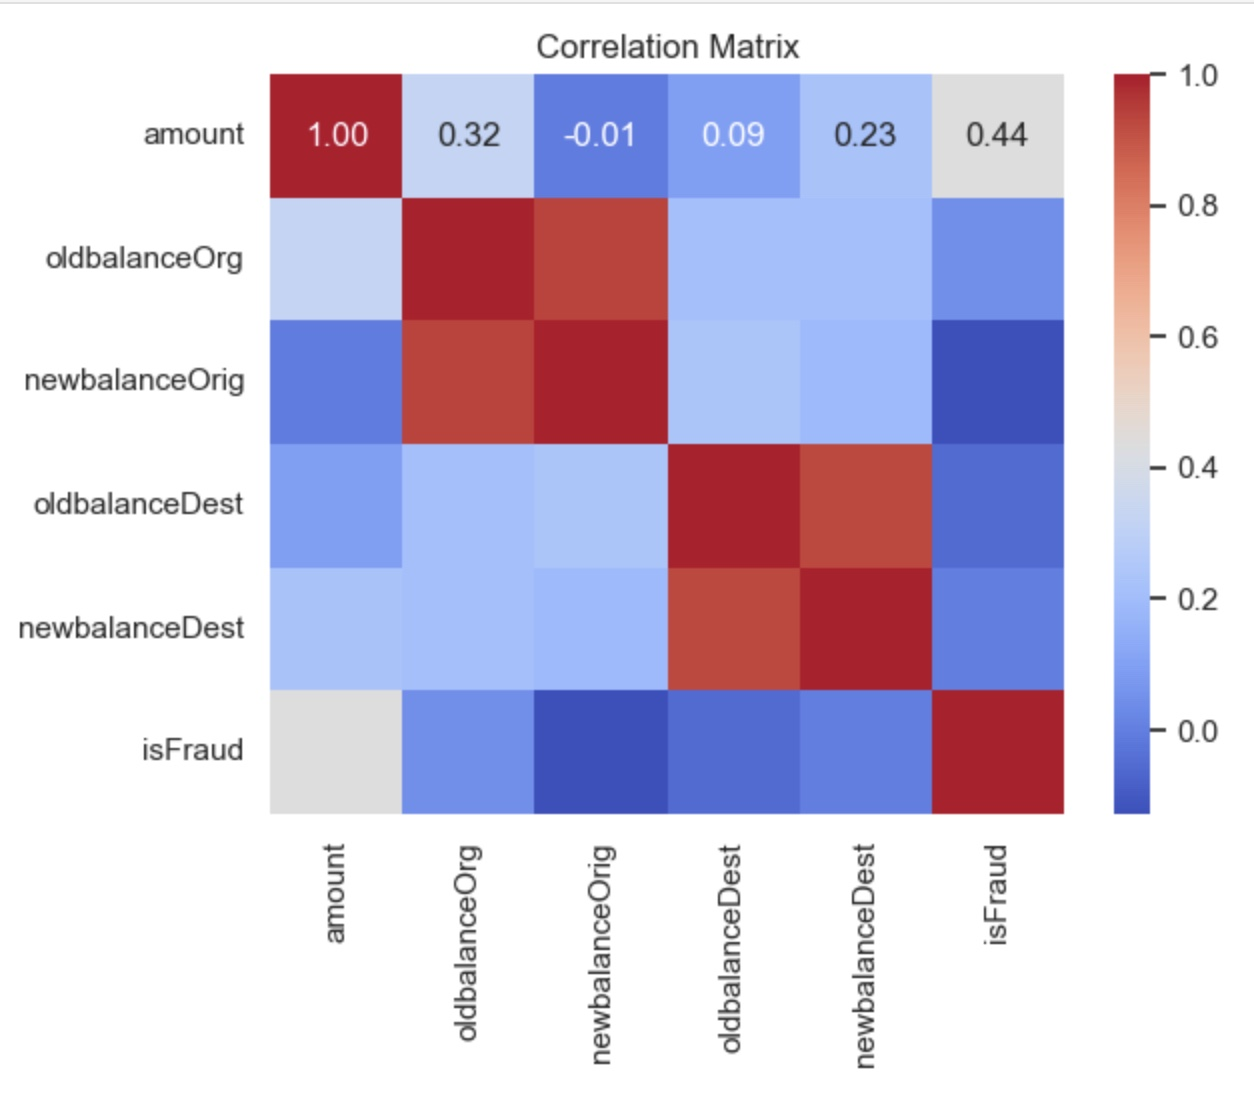 Correlation Matrix
amount 1.00 0.32 -0.01 0.09 0.23 0.44
oldbalanceOrg
newbalanceOrig
oldbalanceDest
newbalanceDest
isFraud
amount oldbalanceOrg newbalanceOrig oldbalanceDest newbalanceDest isFraud
1.0
0.8
0.6
0.4
0.2
0.0